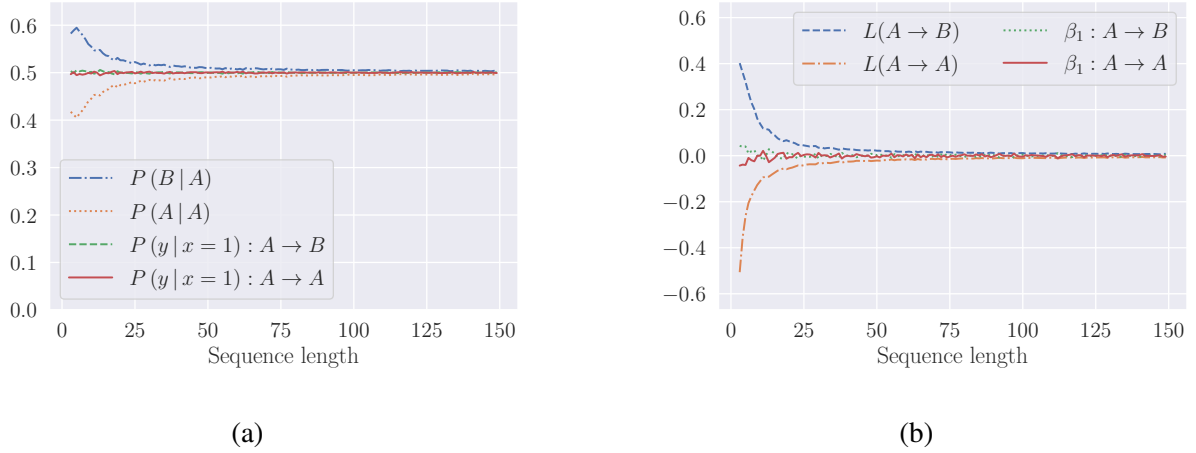 0.6
0.5
0.4
0.3
0.2
0.1
0.0
P (B | A)
P (A | A)
P (y | x = 1) : A → B
P (y | x = 1) : A → A
0 25 50 75 100 125 150
Sequence length
(a)
0.6
0.4
0.2
0.0
−0.2
−0.4
−0.6
L(A → B)
L(A → A)
β₁ : A → B
β₁ : A → A
0 25 50 75 100 125 150
Sequence length
(b)